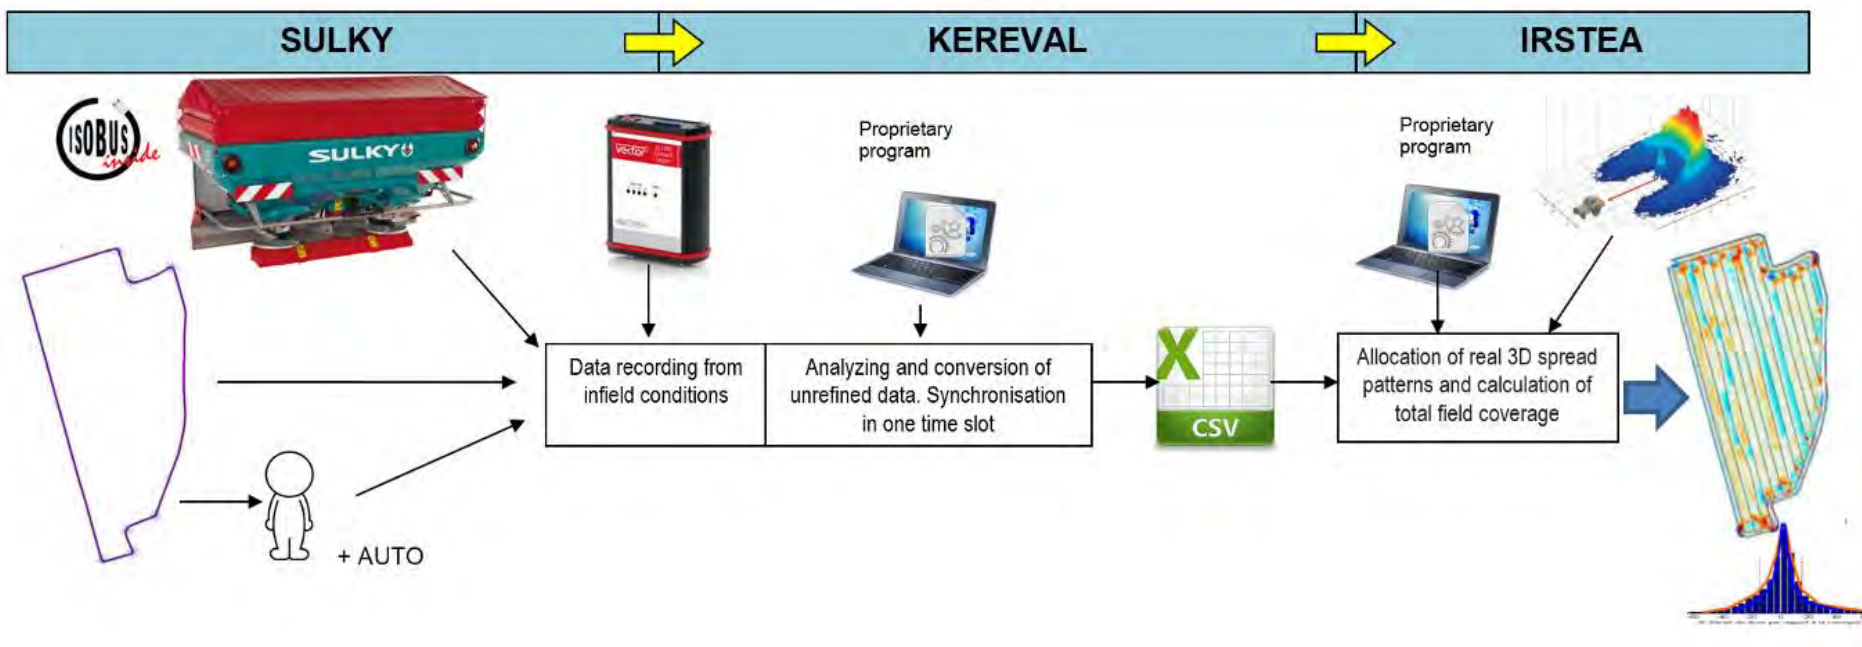 SULKY
KEREVAL
IRSTEA
ISOBUS
inside
SULKY
vector
Proprietary
program
Proprietary
program
Data recording from
infield conditions
Analyzing and conversion of
unrefined data. Synchronisation
in one time slot
X
CSV
Allocation of real 3D spread
patterns and calculation of
total field coverage
+ AUTO